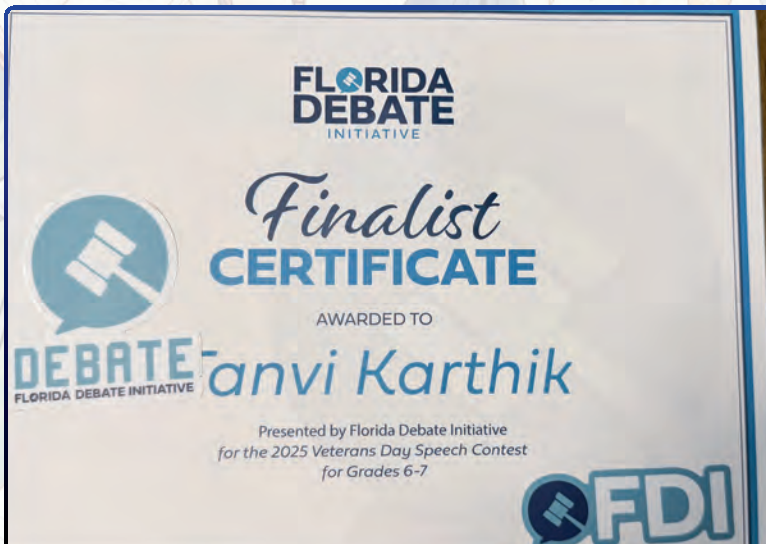 FLORIDA
DEBATE
INITIATIVE
Finalist
CERTIFICATE
AWARDED TO
Tanvi Karthik
Presented by Florida Debate Initiative
for the 2025 Veterans Day Speech Contest
for Grades 6-7
DEBATE
FLORIDA DEBATE INITIATIVE
FDI